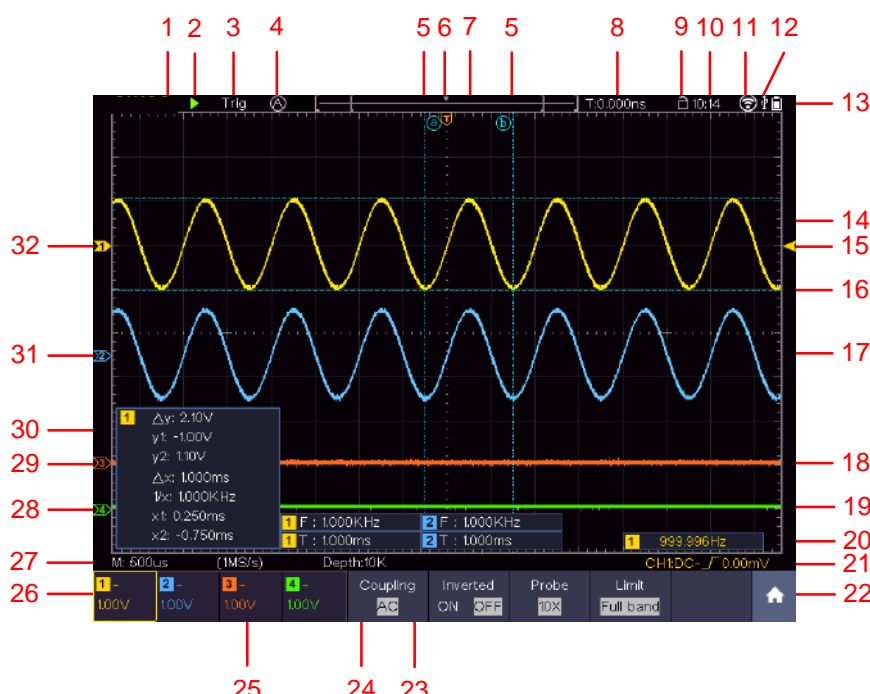 1 2 3 4 5 6 7 5 8 9 10 11 12
Trig A T:0.000ns 10:14
13
a T b
14
32 1 15
16
31 2 17
1 △y: 2.10V
30 y1: -1.00V
y2: 1.10V
29 3 18
△x: 1.000ms
1/x: 1.000KHz
28 4 19
x1: 0.250ms
x2: -0.750ms
1 F : 1.000KHz 2 F : 1.000KHz
1 T : 1.000ms 2 T : 1.000ms
1 999.996Hz 20
27 M: 500us (1MS/s) Depth:10K CH1:DC- 0.00mV 21
26 1 - 2 - 3 - 4 - Coupling Inverted Probe Limit 22
1.00V 1.00V 1.00V 1.00V AC ON OFF 10X Full band
25 24 23